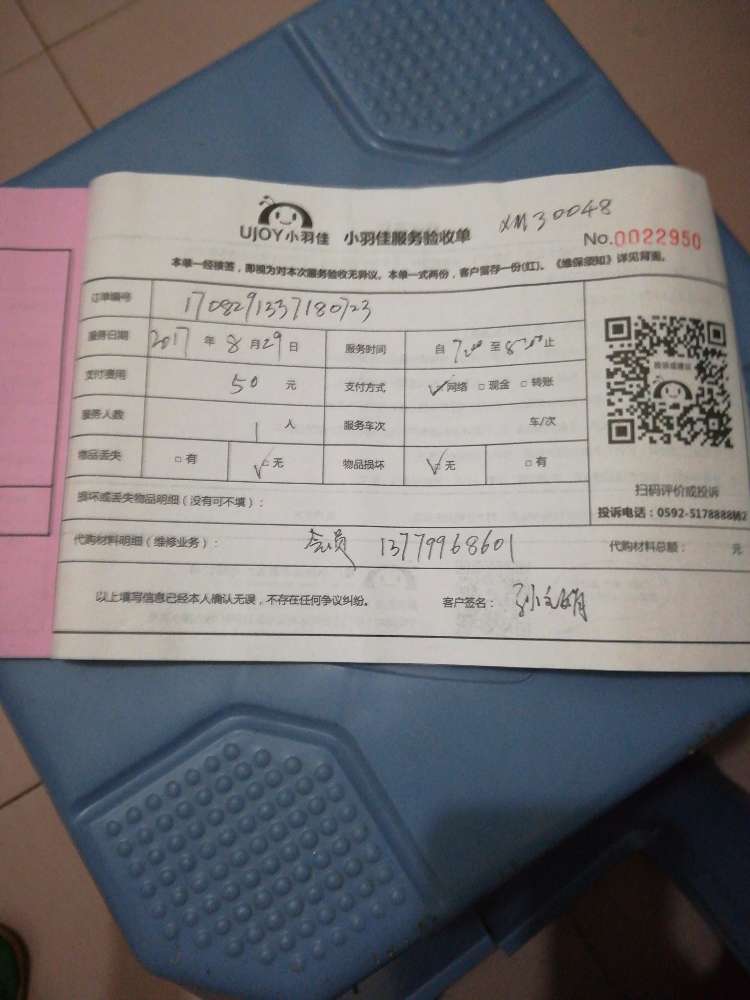 UJOY小羽佳 小羽佳服务验收单 XM30048
No.0022950
本单一经接签，即视为对本次服务验收无异议。本单一式两份，客户留存一份(红)。《维保须知》详见背面。
订单编号 1708291337180723
服务日期 2017 年 8 月 29 日 服务时间 自 7:00 至 8:00 止
支付费用 50 元 支付方式 ☑网络 □现金 □转账
服务人数 1 人 服务车次 车/次
物品丢失 □有 ☑无 物品损坏 ☑无 □有
扫码评价或投诉
损坏或丢失物品明细（没有可不填）：
投诉电话：0592-5178888转2
代购材料明细（维修业务）： 会员 13779968601 代购材料总额： 元
以上填写信息已经本人确认无误，不存在任何争议纠纷。 客户签名：